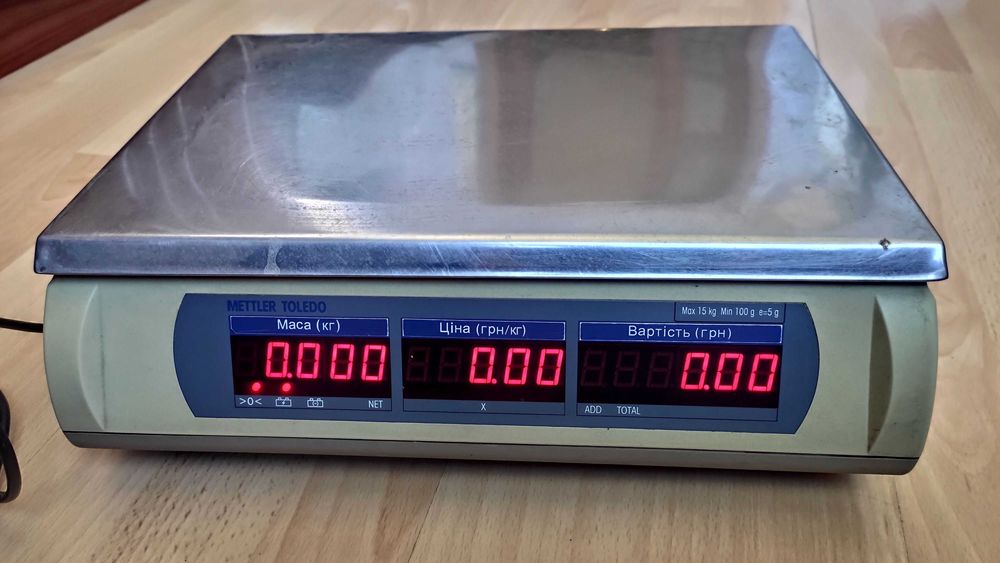 METTLER TOLEDO
Max 15 kg Min 100 g e=5 g
Маса (кг)
Ціна (грн/кг)
Вартість (грн)
0.000
0.00
0.00
>0<
NET
X
ADD TOTAL